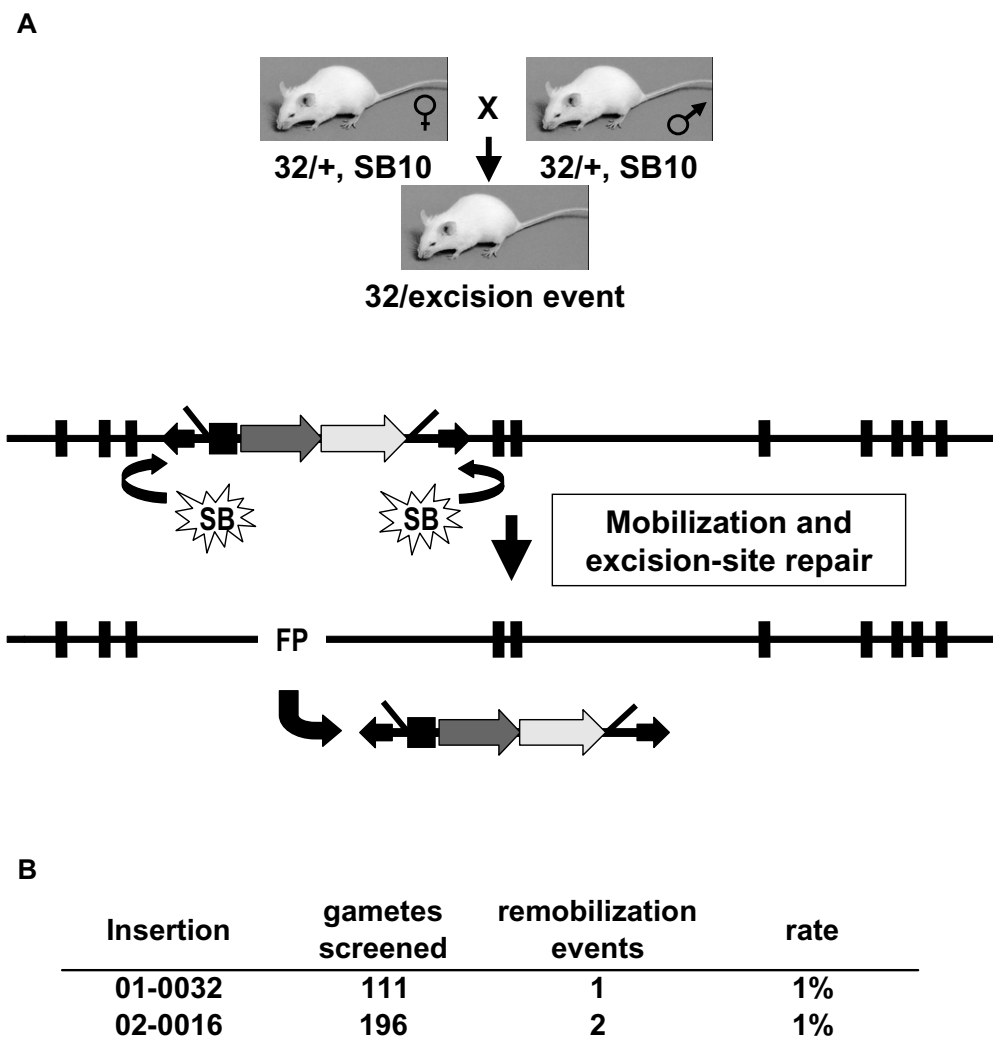 A
♀ X ♂
32/+, SB10 32/+, SB10
32/excision event
SB SB
Mobilization and
excision-site repair
FP
B
Insertion gametes screened remobilization events rate
01-0032 111 1 1%
02-0016 196 2 1%